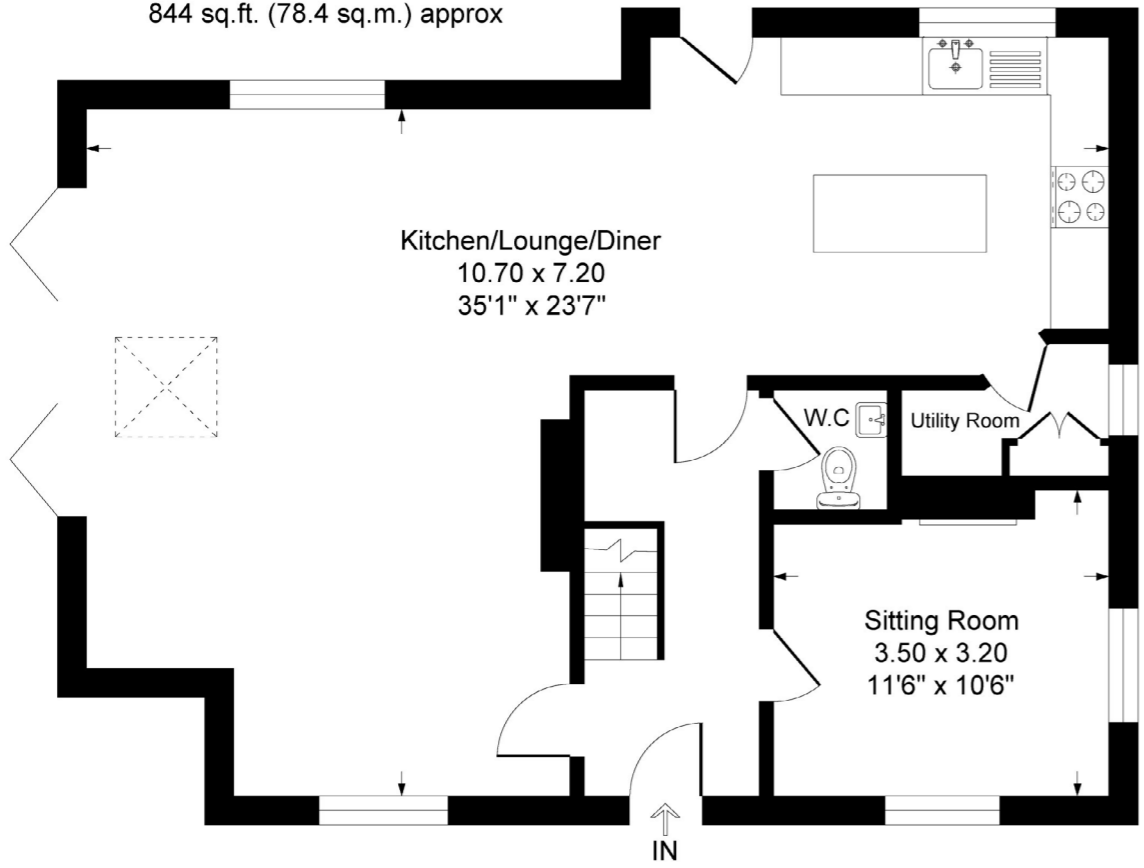 844 sq.ft. (78.4 sq.m.) approx
Kitchen/Lounge/Diner
10.70 x 7.20
35'1" x 23'7"
W.C
Utility Room
Sitting Room
3.50 x 3.20
11'6" x 10'6"
IN